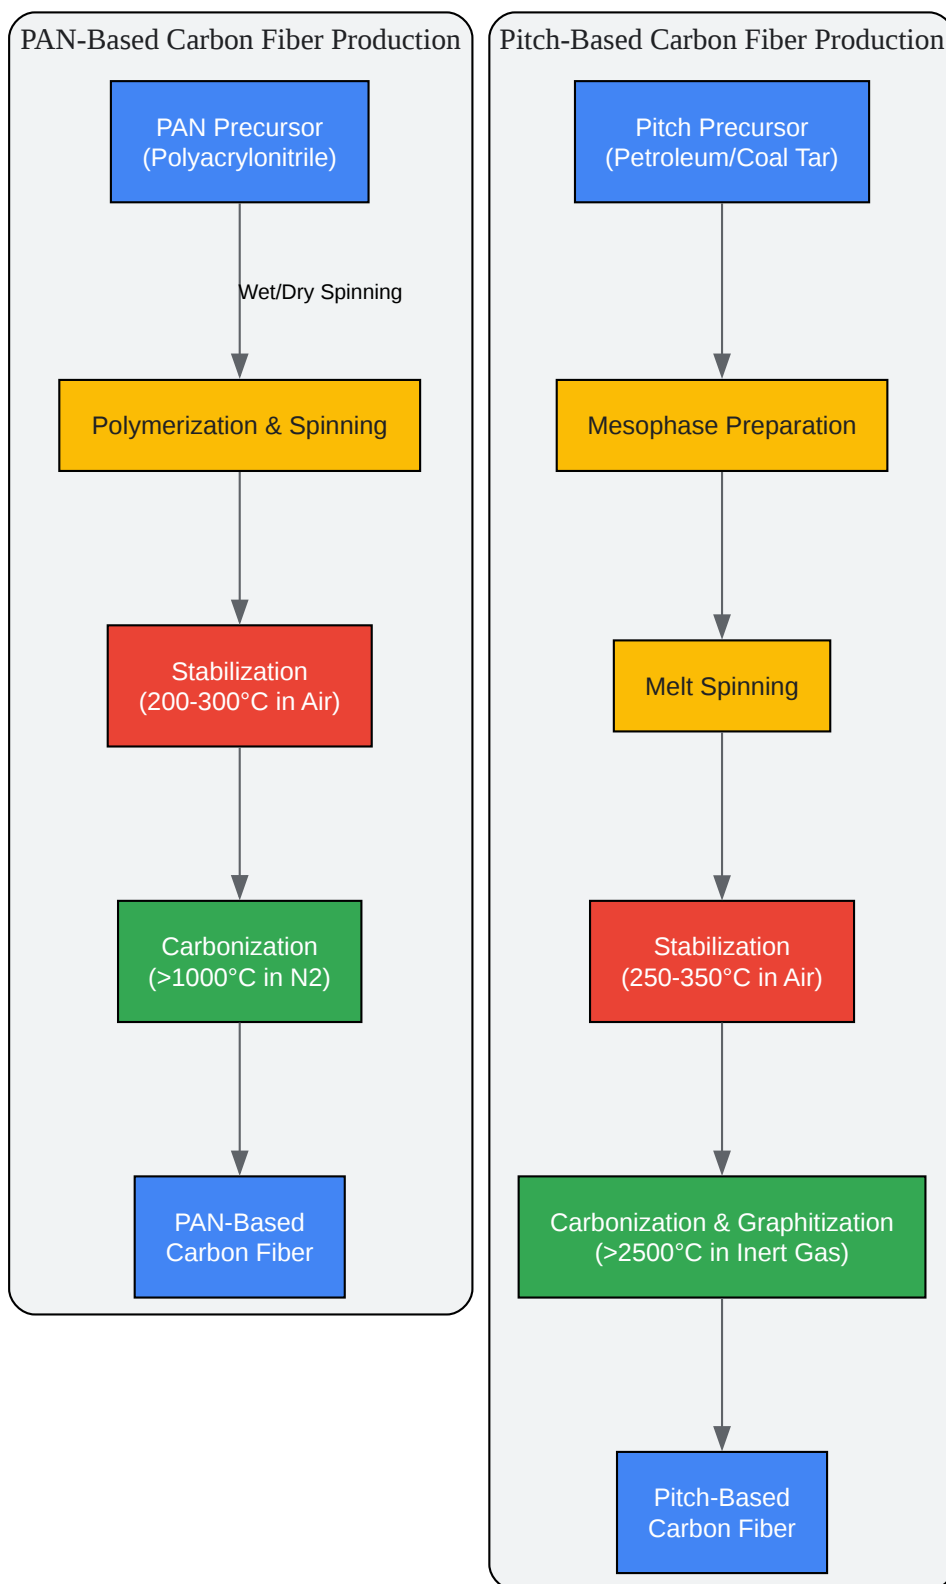 PAN-Based Carbon Fiber Production
PAN Precursor
(Polyacrylonitrile)
Wet/Dry Spinning
Polymerization & Spinning
Stabilization
(200-300°C in Air)
Carbonization
(>1000°C in N2)
PAN-Based
Carbon Fiber
Pitch-Based Carbon Fiber Production
Pitch Precursor
(Petroleum/Coal Tar)
Mesophase Preparation
Melt Spinning
Stabilization
(250-350°C in Air)
Carbonization & Graphitization
(>2500°C in Inert Gas)
Pitch-Based
Carbon Fiber